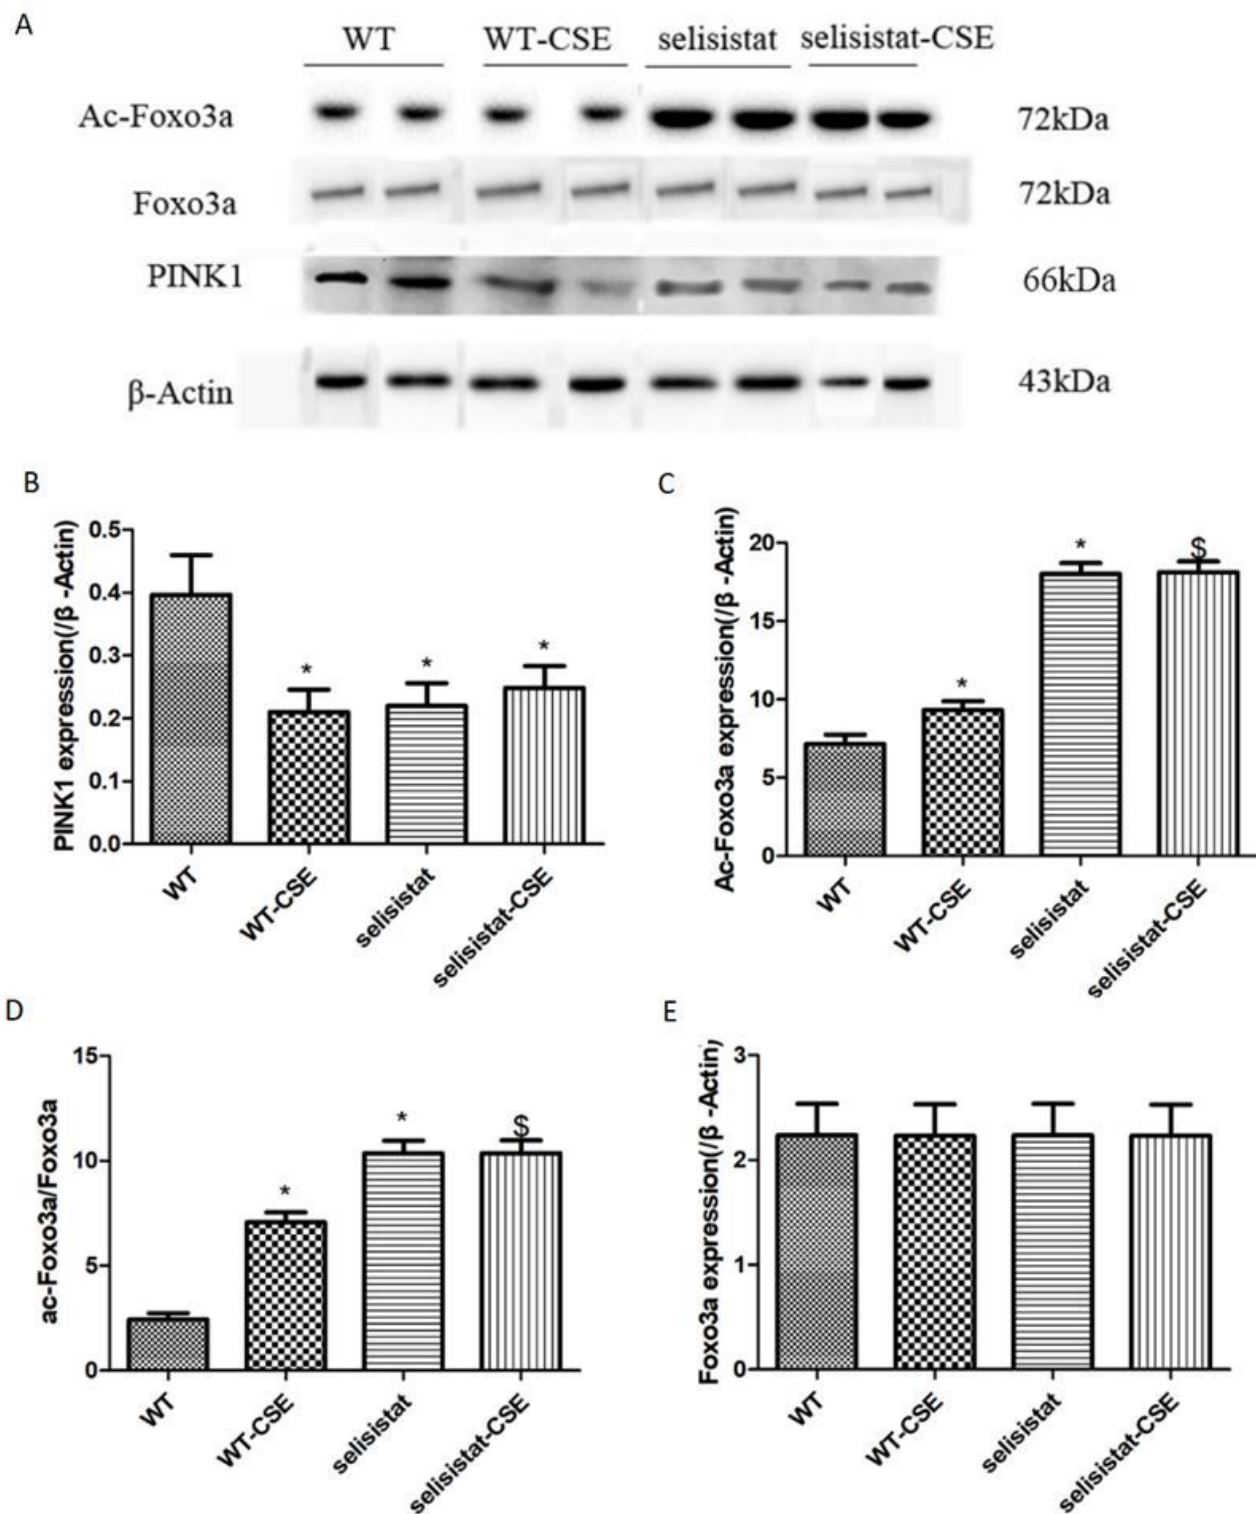 A
WT WT-CSE selisistat selisistat-CSE
Ac-Foxo3a 72kDa
Foxo3a 72kDa
PINK1 66kDa
β-Actin 43kDa
B
PINK1 expression(/β -Actin)
0.5
0.4
0.3
0.2
0.1
0.0
* * *
WT WT-CSE selisistat selisistat-CSE
C
Ac-Foxo3a expression(/β -Actin)
20
15
10
5
0
* * $
WT WT-CSE selisistat selisistat-CSE
D
ac-Foxo3a/Foxo3a
15
10
5
0
* * $
WT WT-CSE selisistat selisistat-CSE
E
Foxo3a expression(/β -Actin)
3
2
1
0
WT WT-CSE selisistat selisistat-CSE